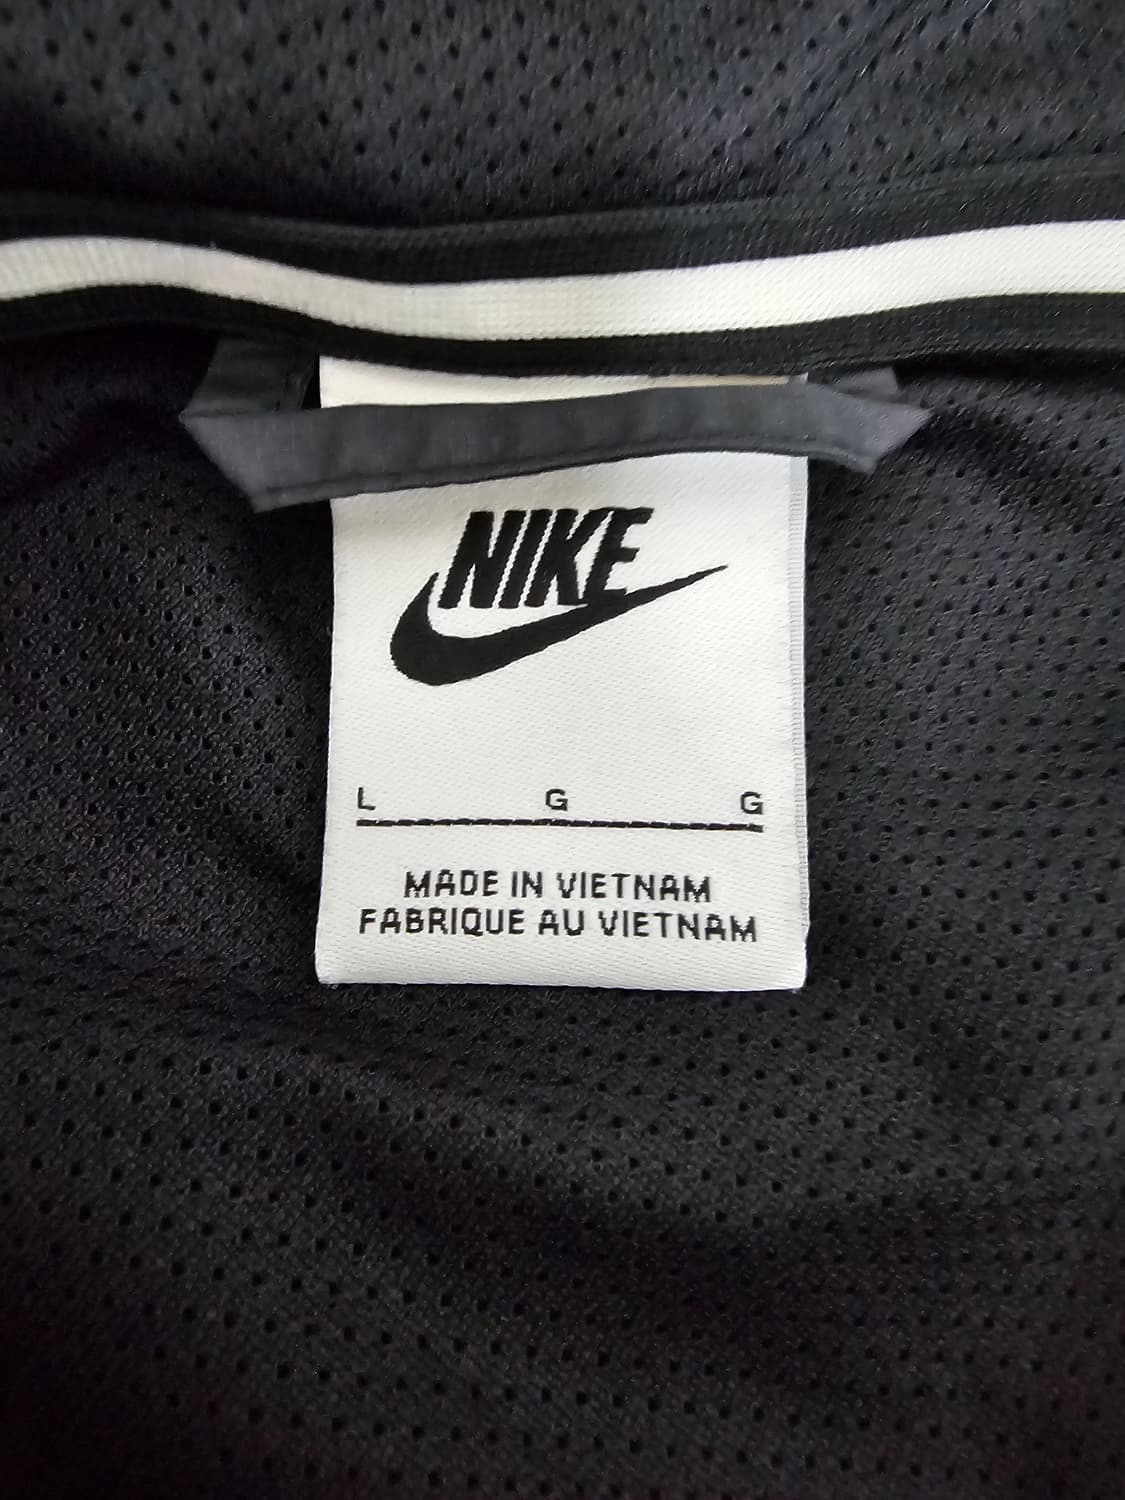 NIKE
L G G
MADE IN VIETNAM
FABRIQUE AU VIETNAM